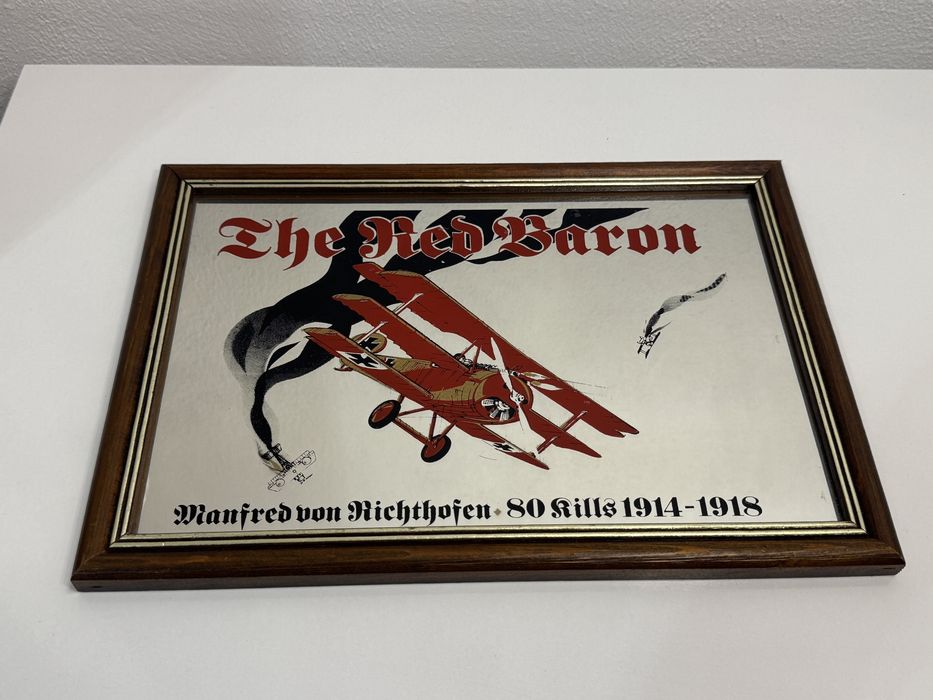 The Red Baron
Manfred von Richthofen · 80 Kills 1914-1918